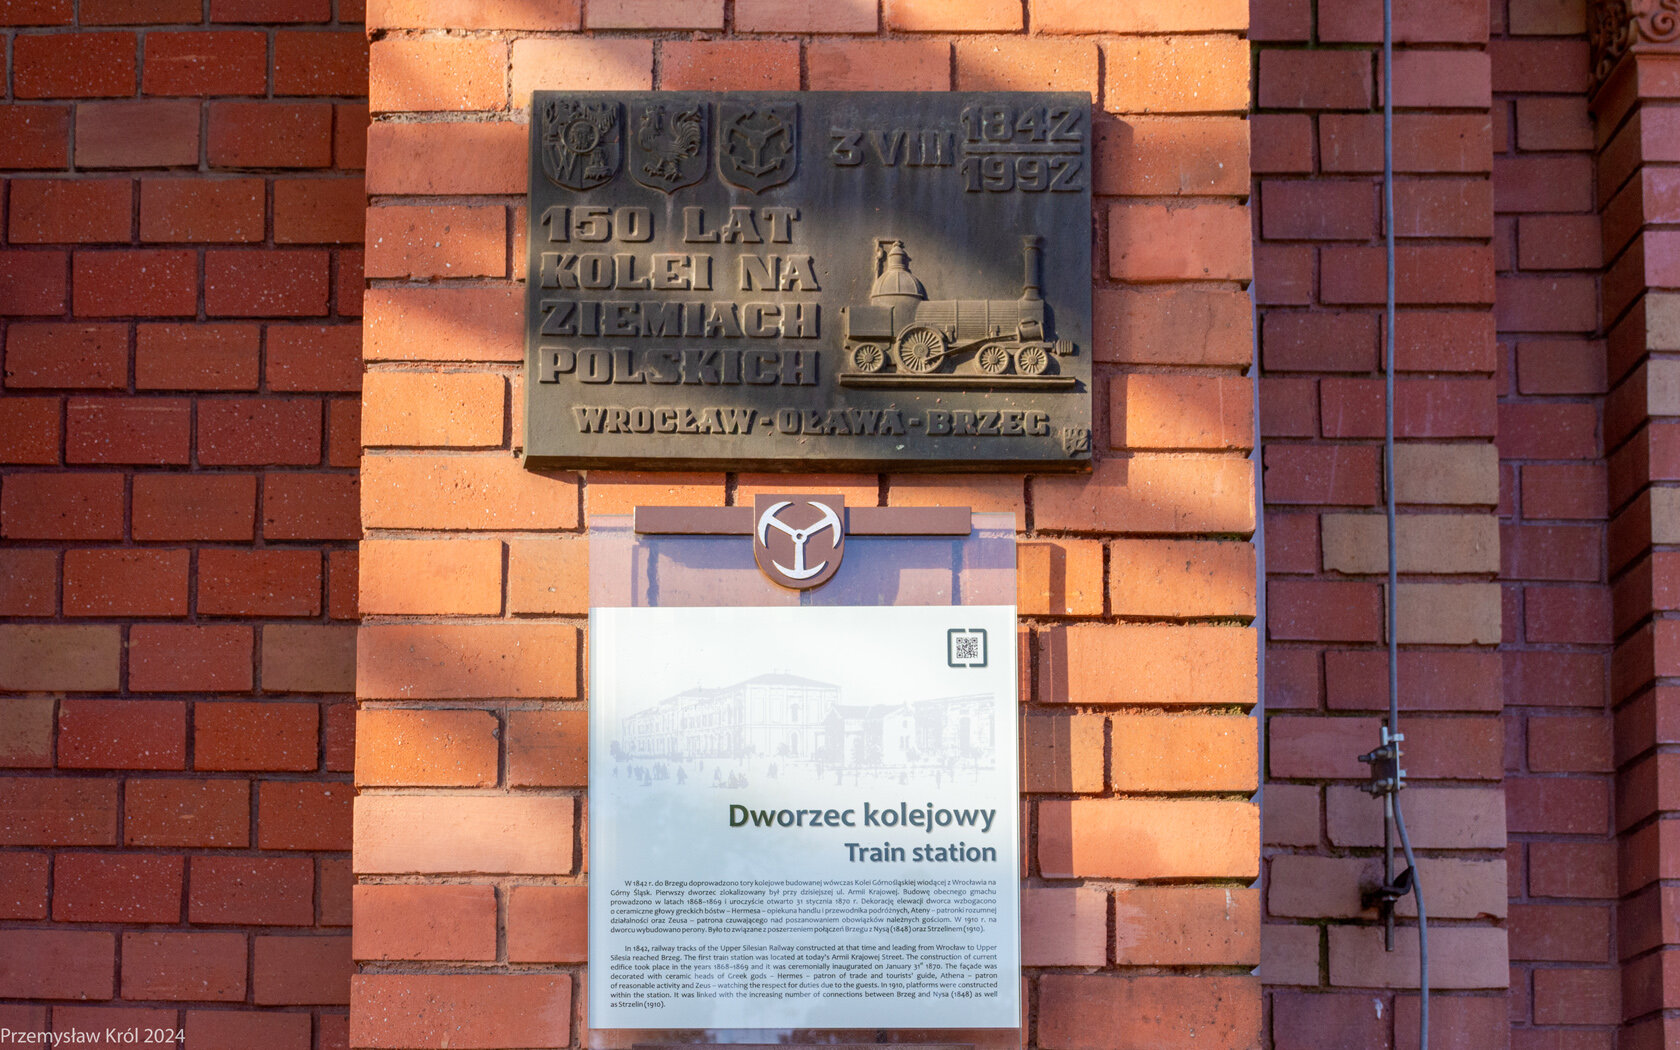 W
3 VIII 1842
1992
150 LAT
KOLEI NA
ZIEMIACH
POLSKICH
WROCŁAW-OŁAWA-BRZEG
Dworzec kolejowy
Train station
W 1842 r. do Brzegu doprowadzono tory kolejowe budowanej wówczas Kolei Górnośląskiej wiodącej z Wrocławia na
Górny Śląsk. Pierwszy dworzec zlokalizowany był przy dzisiejszej ul. Armii Krajowej. Budowę obecnego gmachu
prowadzono w latach 1868–1869 i uroczyście otwarto 31 stycznia 1870 r. Dekorację elewacji dworca wzbogacono
o ceramiczne głowy greckich bóstw – Hermesa – opiekuna handlu i przewodnika podróżnych, Ateny – patronki rozumnej
działalności oraz Zeusa – patrona czuwającego nad poszanowaniem obowiązków należnych gościom. W 1910 r. na
dworcu wybudowano perony. Było to związane z poszerzeniem połączeń Brzegu z Nysą (1848) oraz Strzelinem (1910).
In 1842, railway tracks of the Upper Silesian Railway constructed at that time and leading from Wrocław to Upper
Silesia reached Brzeg. The first train station was located at today's Armii Krajowej Street. The construction of current
edifice took place in the years 1868–1869 and it was ceremonially inaugurated on January 31st 1870. The façade was
decorated with ceramic heads of Greek gods – Hermes – patron of trade and tourists' guide, Athena – patron
of reasonable activity and Zeus – watching the respect for duties due to the guests. In 1910, platforms were constructed
within the station. It was linked with the increasing number of connections between Brzeg and Nysa (1848) as well
as Strzelin (1910).
Przemysław Król 2024